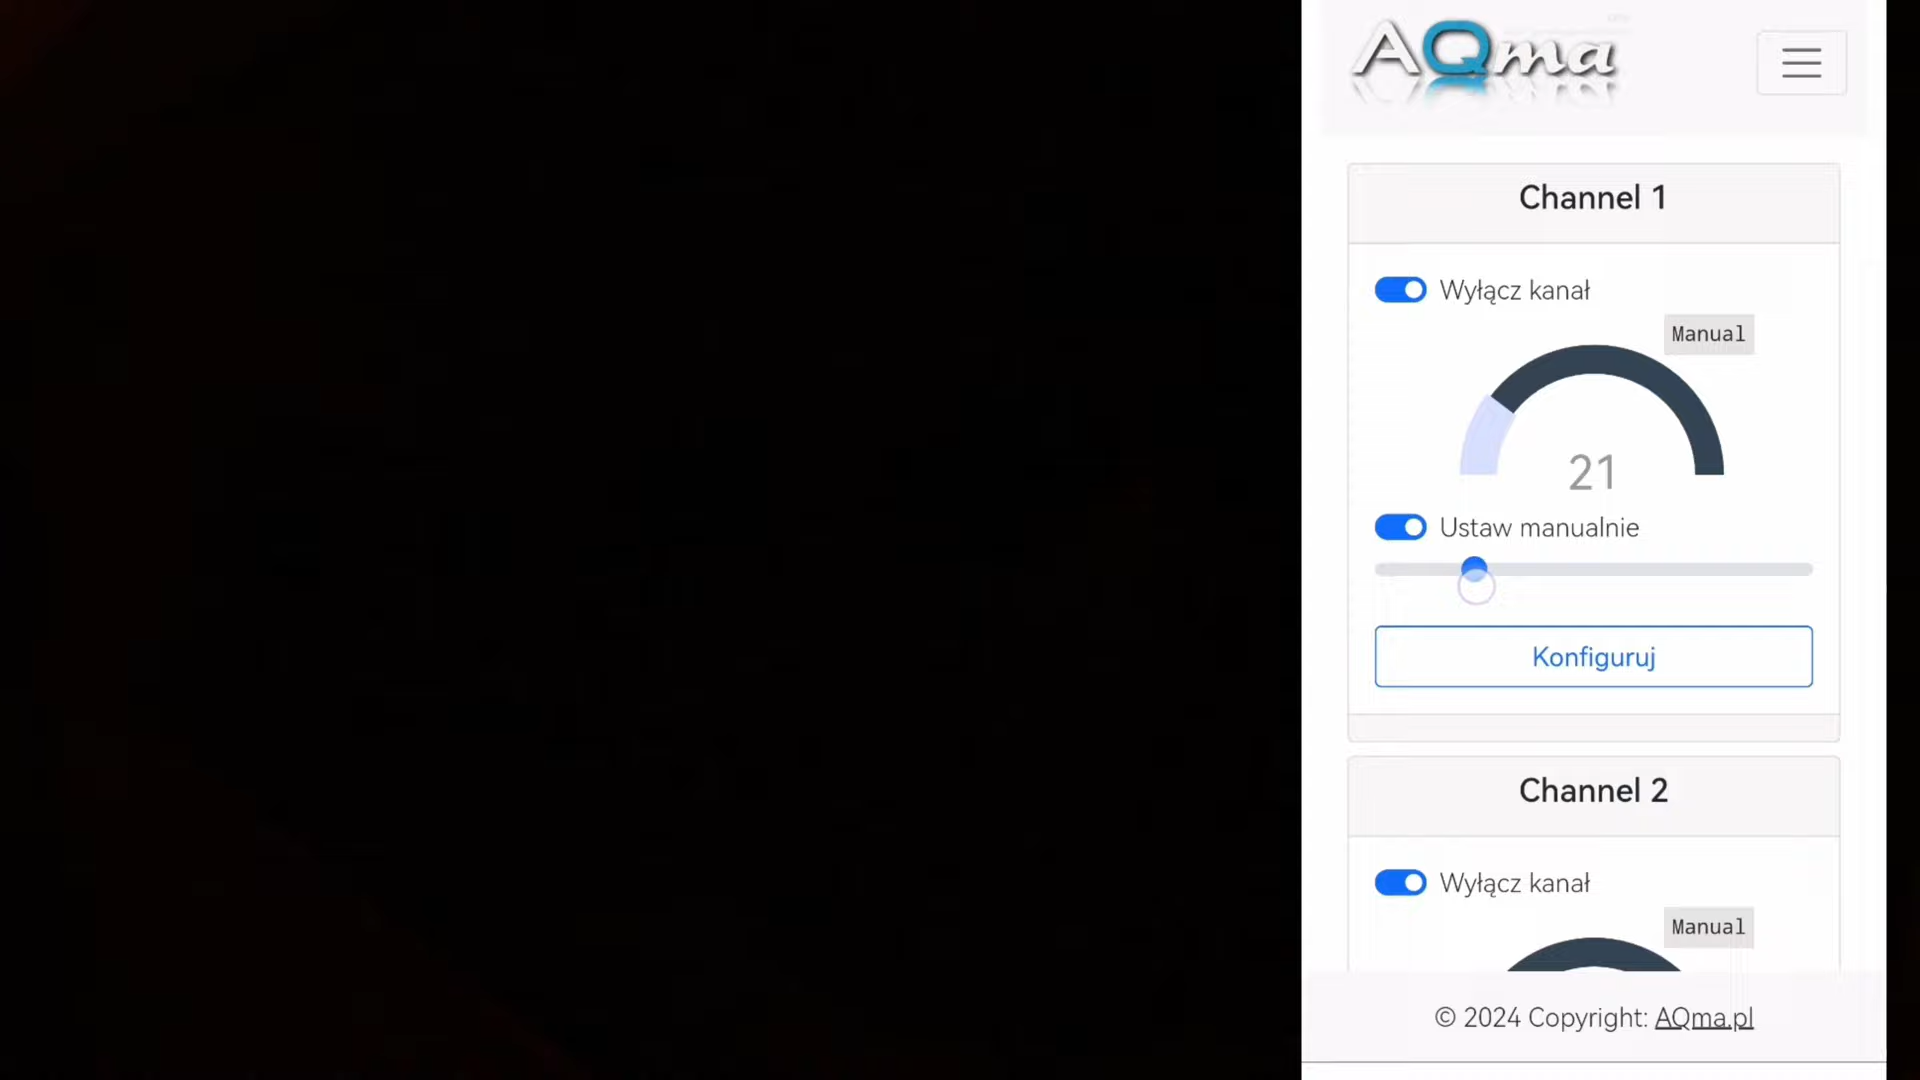 AQma
Channel 1
Wyłącz kanał
Manual
21
Ustaw manualnie
Konfiguruj
Channel 2
Wyłącz kanał
Manual
© 2024 Copyright: AQma.pl